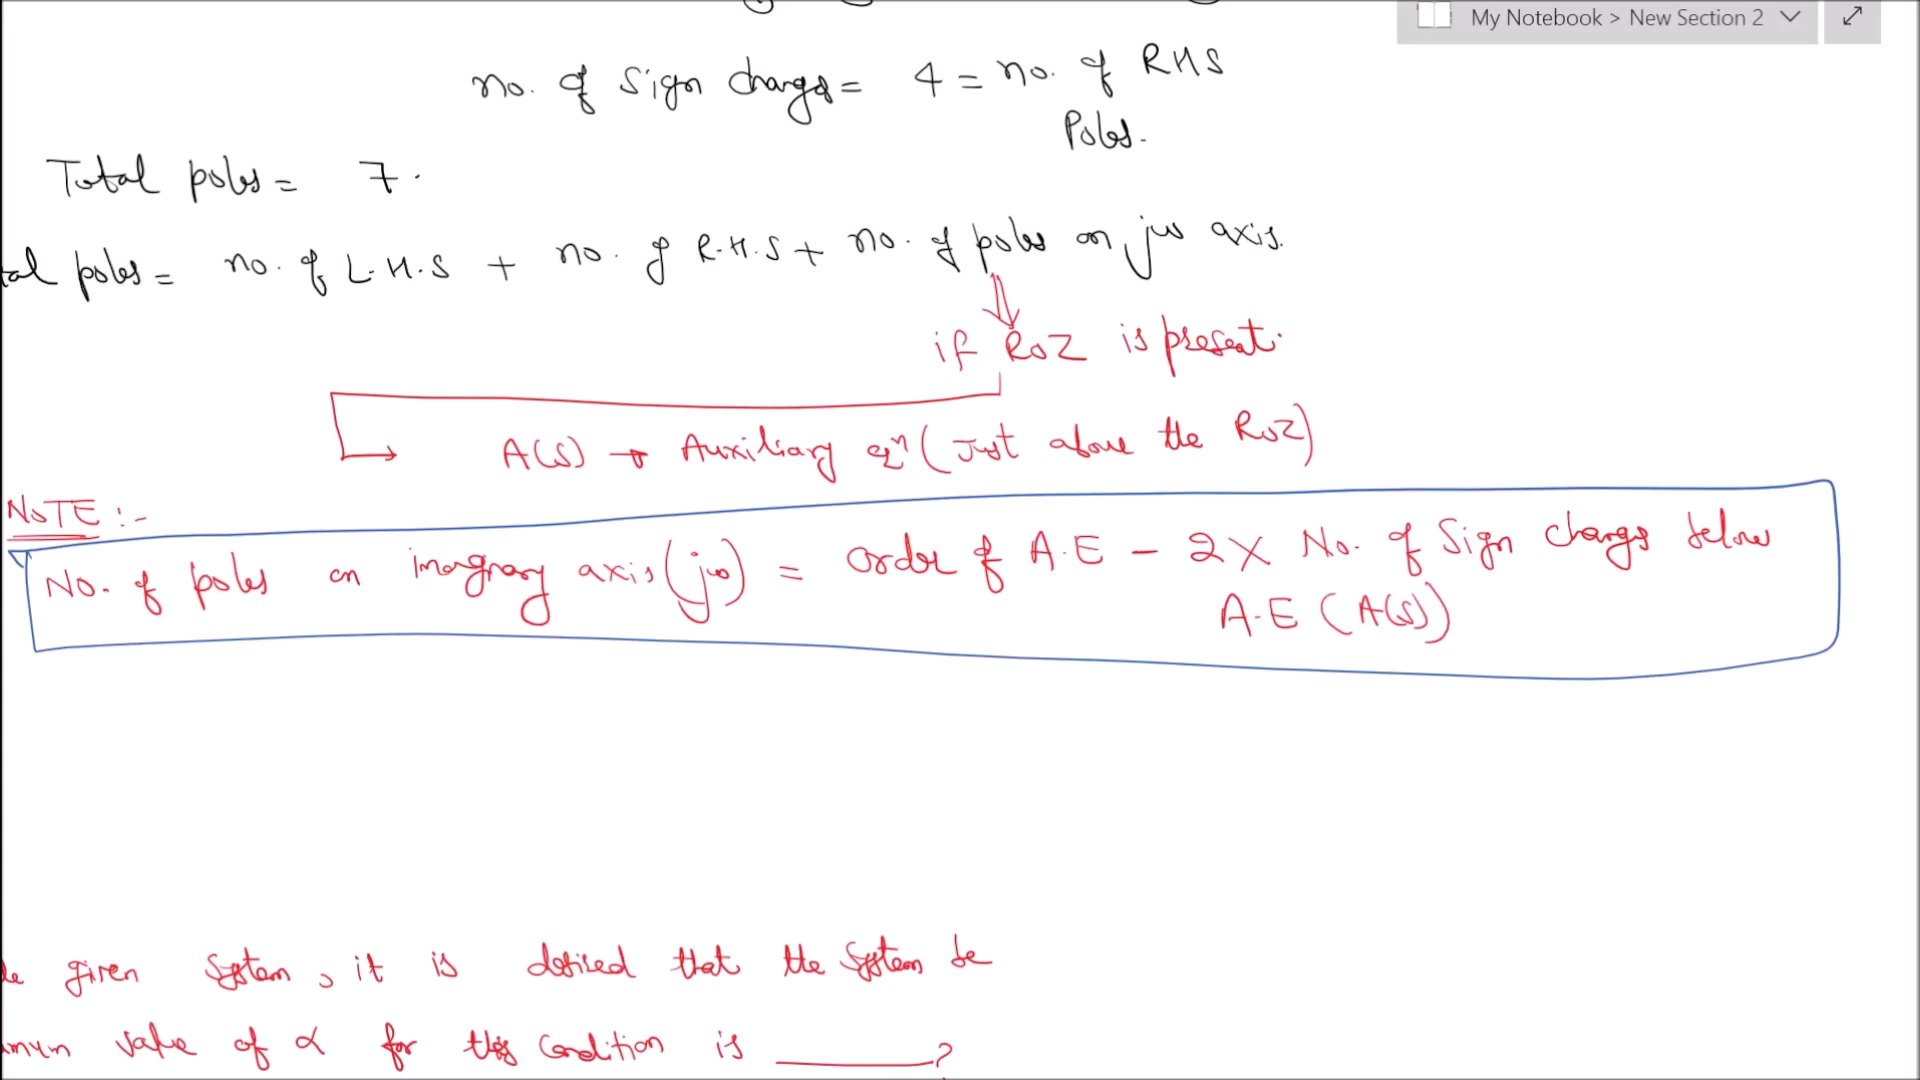 My Notebook > New Section 2
no. of Sign changes = 4 = no. of RHS
Poles.
Total poles = 7.
tal poles = no. of L.H.S + no. of R.H.S + no. of poles on jω axis.
if ROZ is present.
A(S) → Auxiliary eqn (Just above the ROZ)
NOTE :-
No. of poles on imaginary axis (jω) = order of A.E - 2 X No. of Sign changes below
A.E (A(S))
given System, it is desired that the System be
value of α for this Condition is ______?